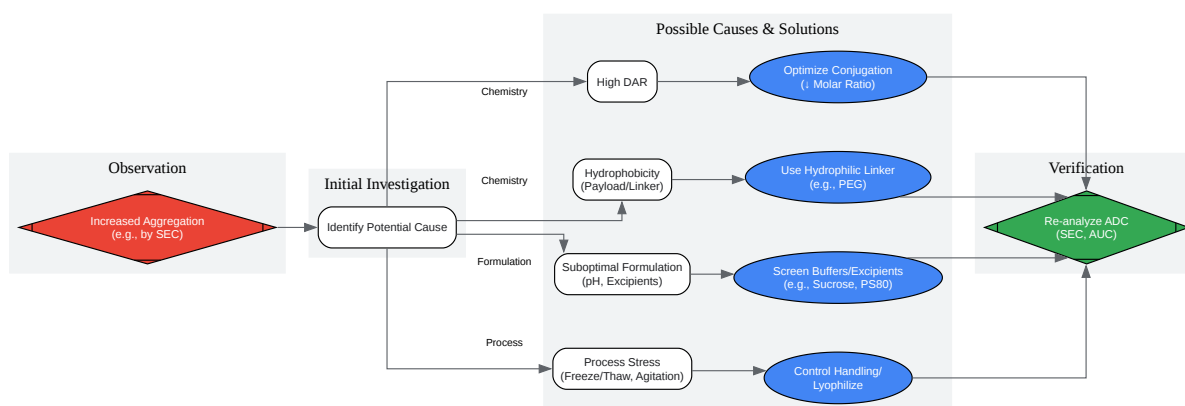 Possible Causes & Solutions
High DAR
Optimize Conjugation
(↓ Molar Ratio)
Chemistry
Observation
Initial Investigation
Chemistry
Hydrophobicity
(Payload/Linker)
Use Hydrophilic Linker
(e.g., PEG)
Verification
Increased Aggregation
(e.g., by SEC)
Identify Potential Cause
Re-analyze ADC
(SEC, AUC)
Formulation
Suboptimal Formulation
(pH, Excipients)
Screen Buffers/Excipients
(e.g., Sucrose, PS80)
Process
Process Stress
(Freeze/Thaw, Agitation)
Control Handling/
Lyophilize